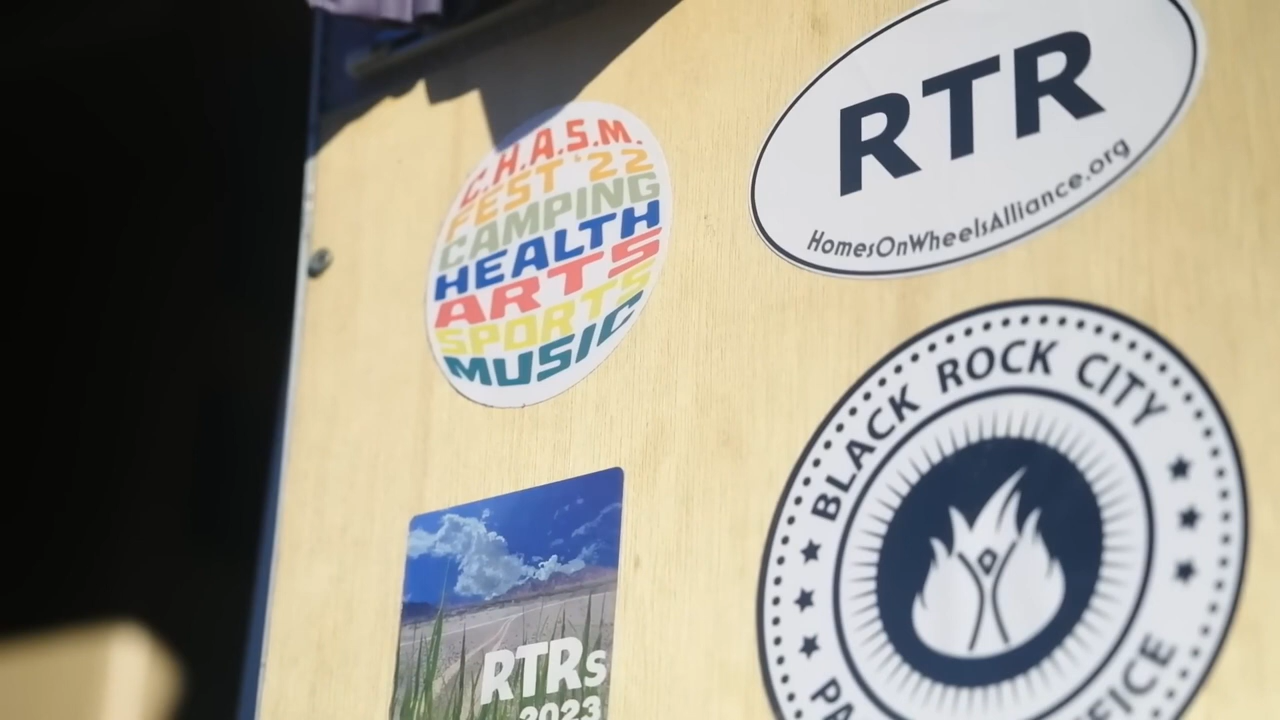 C.H.A.S.M.
FEST '22
CAMPING
HEALTH
ARTS
SPORTS
MUSIC
RTR
HomesOnWheelsAlliance.org
BLACK ROCK CITY
RTRs
2023